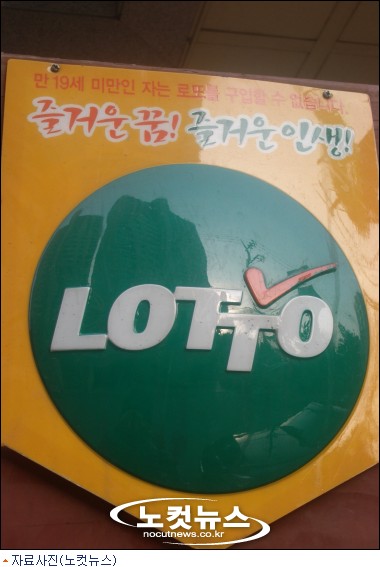 만 19세 미만인 자는 로또를 구입할 수 없습니다.
즐거운 꿈! 즐거운 인생!
LOTTO
노컷뉴스
nocutnews.co.kr
자료사진(노컷뉴스)